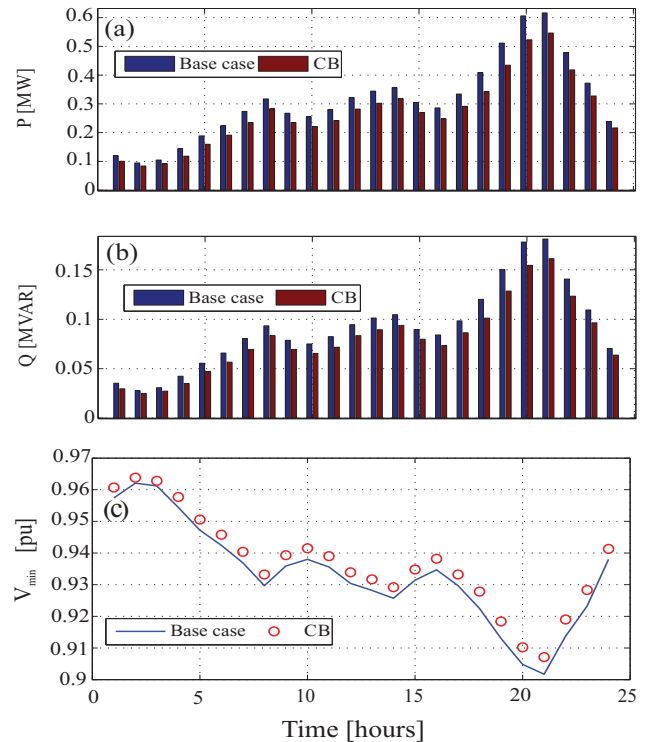 (a)
P [MW]
0.6
0.5
0.4
0.3
0.2
0.1
0
Base case CB
(b)
Q [MVAR]
0.15
0.1
0.05
0
Base case CB
(c)
V_min [pu]
0.97
0.96
0.95
0.94
0.93
0.92
0.91
0.9
Base case CB
0 5 10 15 20 25
Time [hours]